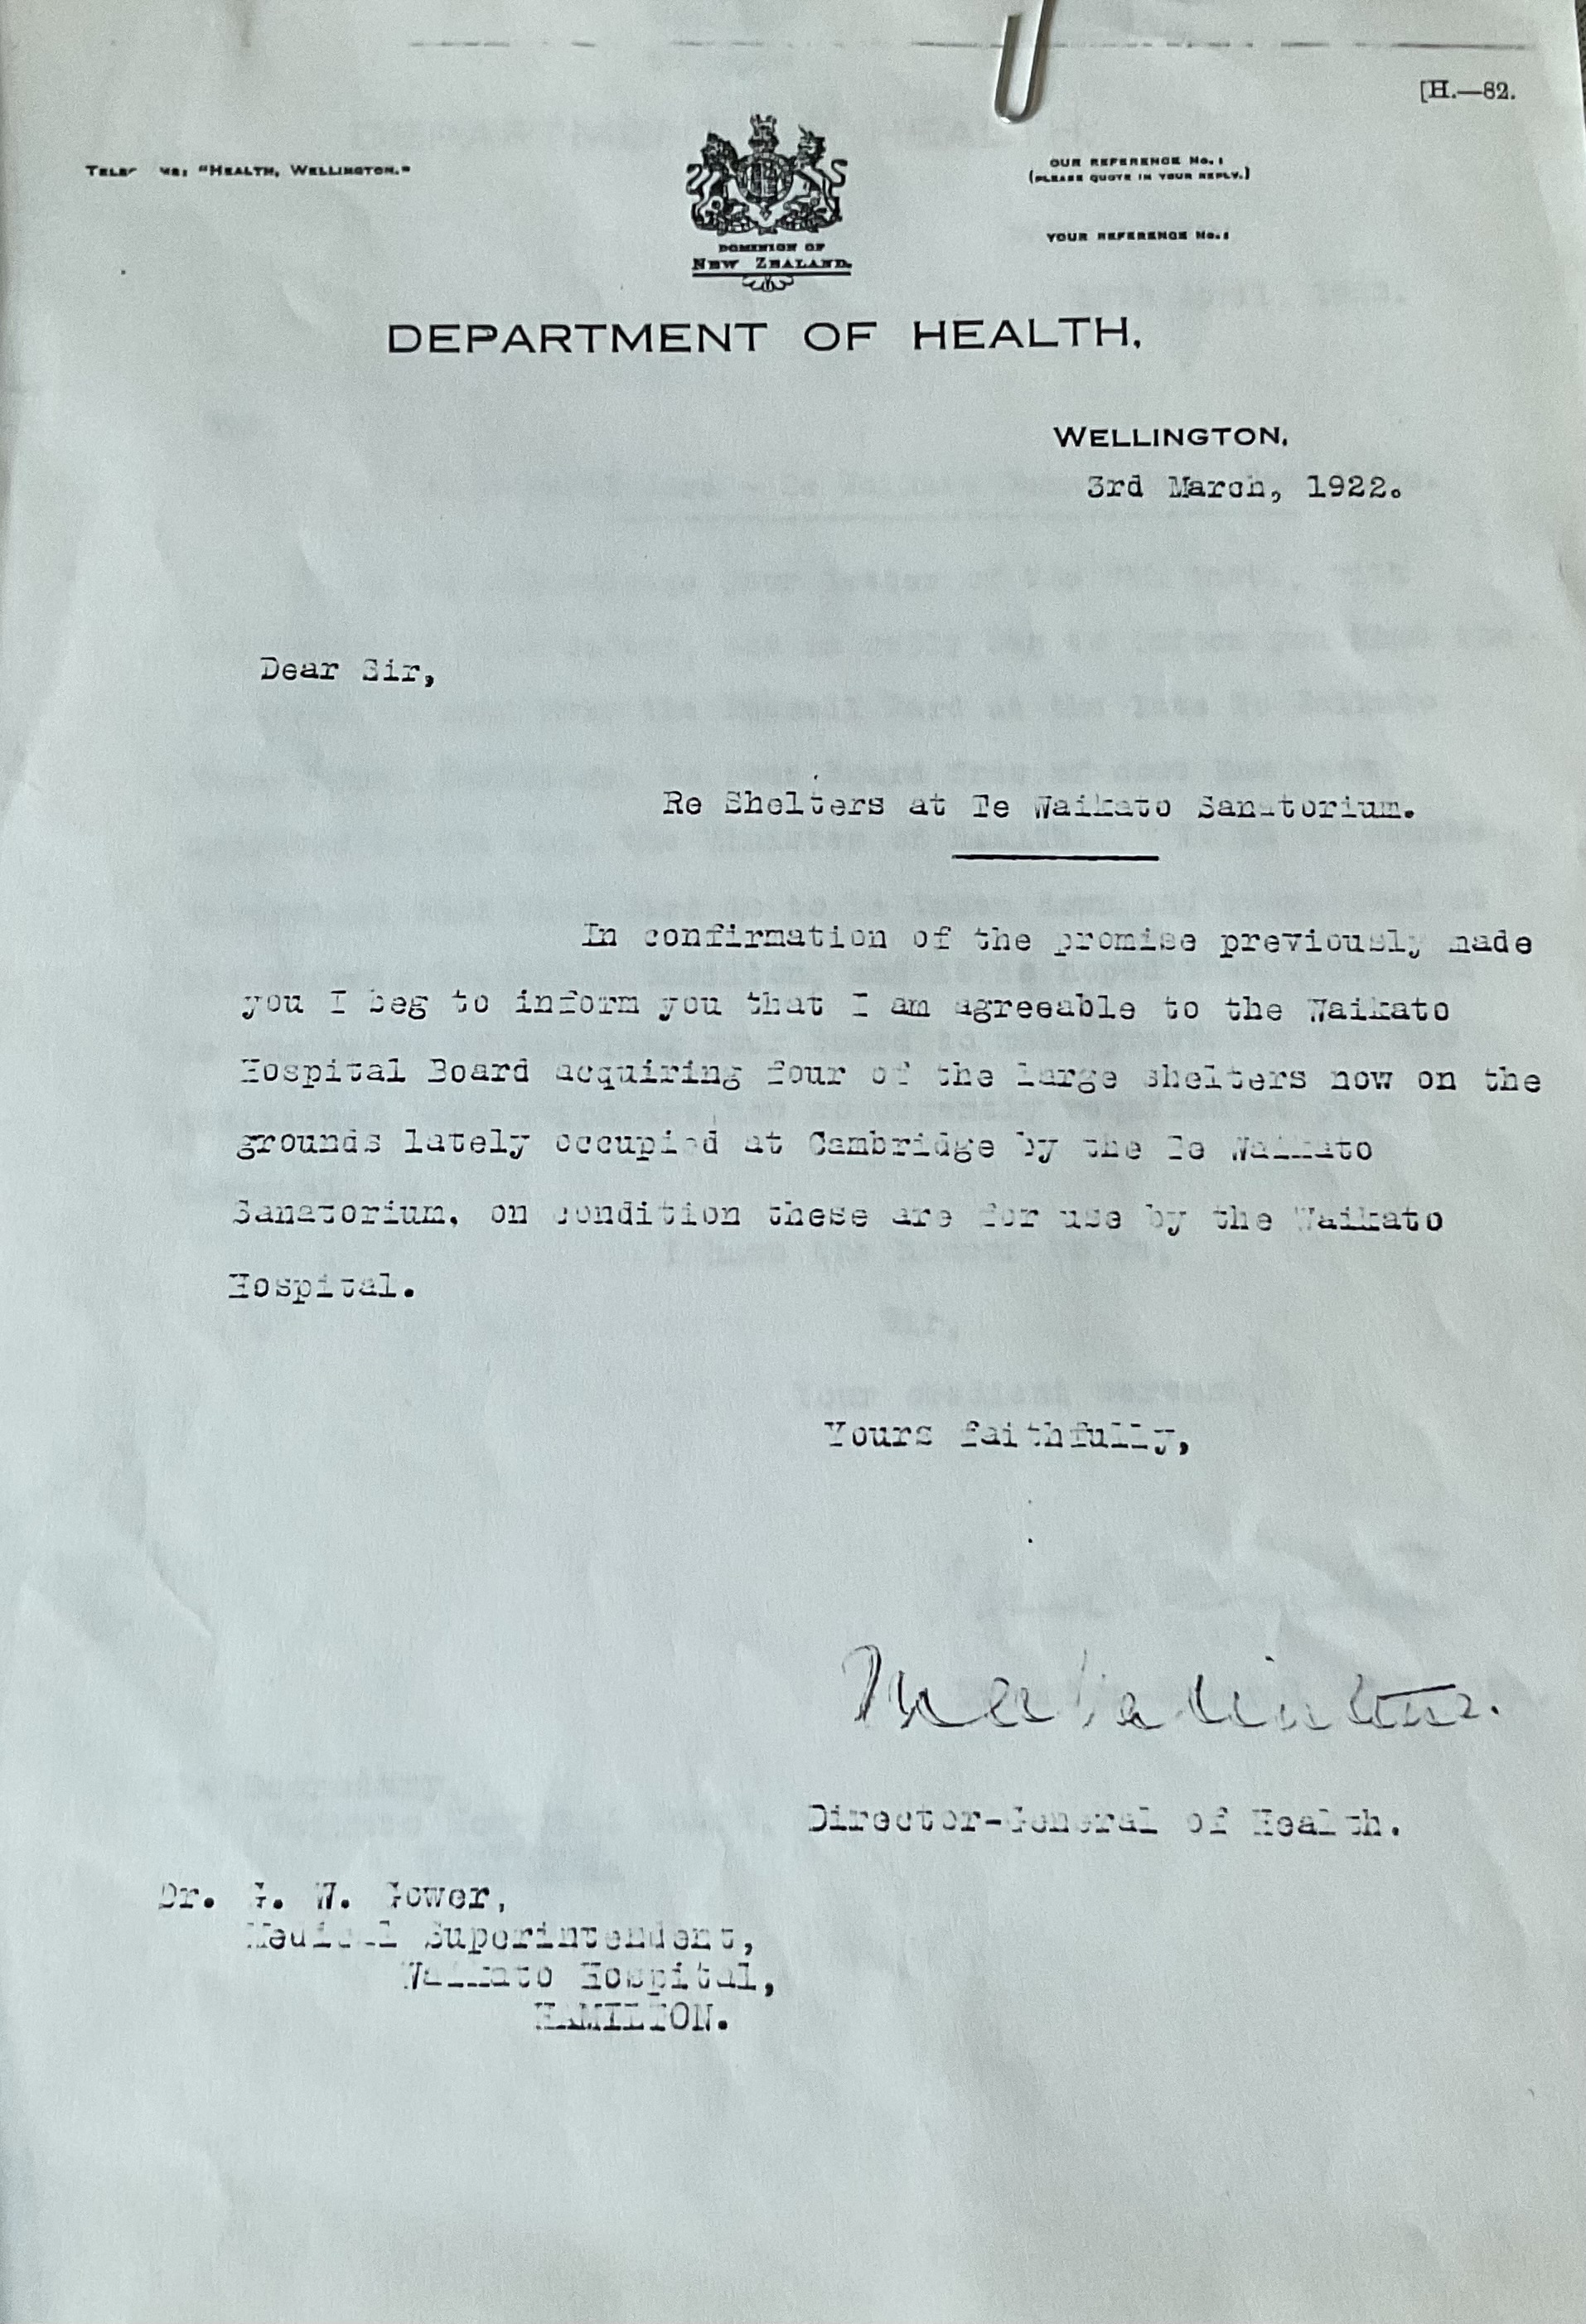 [H.—82.
"HEALTH, WELLINGTON."
OUR REFERENCE No.:
(PLEASE QUOTE IN YOUR REPLY.)
YOUR REFERENCE No.:
DOMINION OF
NEW ZEALAND.
DEPARTMENT OF HEALTH,
WELLINGTON,
3rd March, 1922.
Dear Sir,
Re Shelters at Te Waikato Sanatorium.
In confirmation of the promise previously made
you I beg to inform you that I am agreeable to the Waikato
Hospital Board acquiring four of the large shelters now on the
grounds lately occupied at Cambridge by the Te Waikato
Sanatorium, on condition these are for use by the Waikato
Hospital.
Yours faithfully,
Director-General of Health.
Dr. G. W. Gower,
Medical Superintendent,
Waikato Hospital,
HAMILTON.